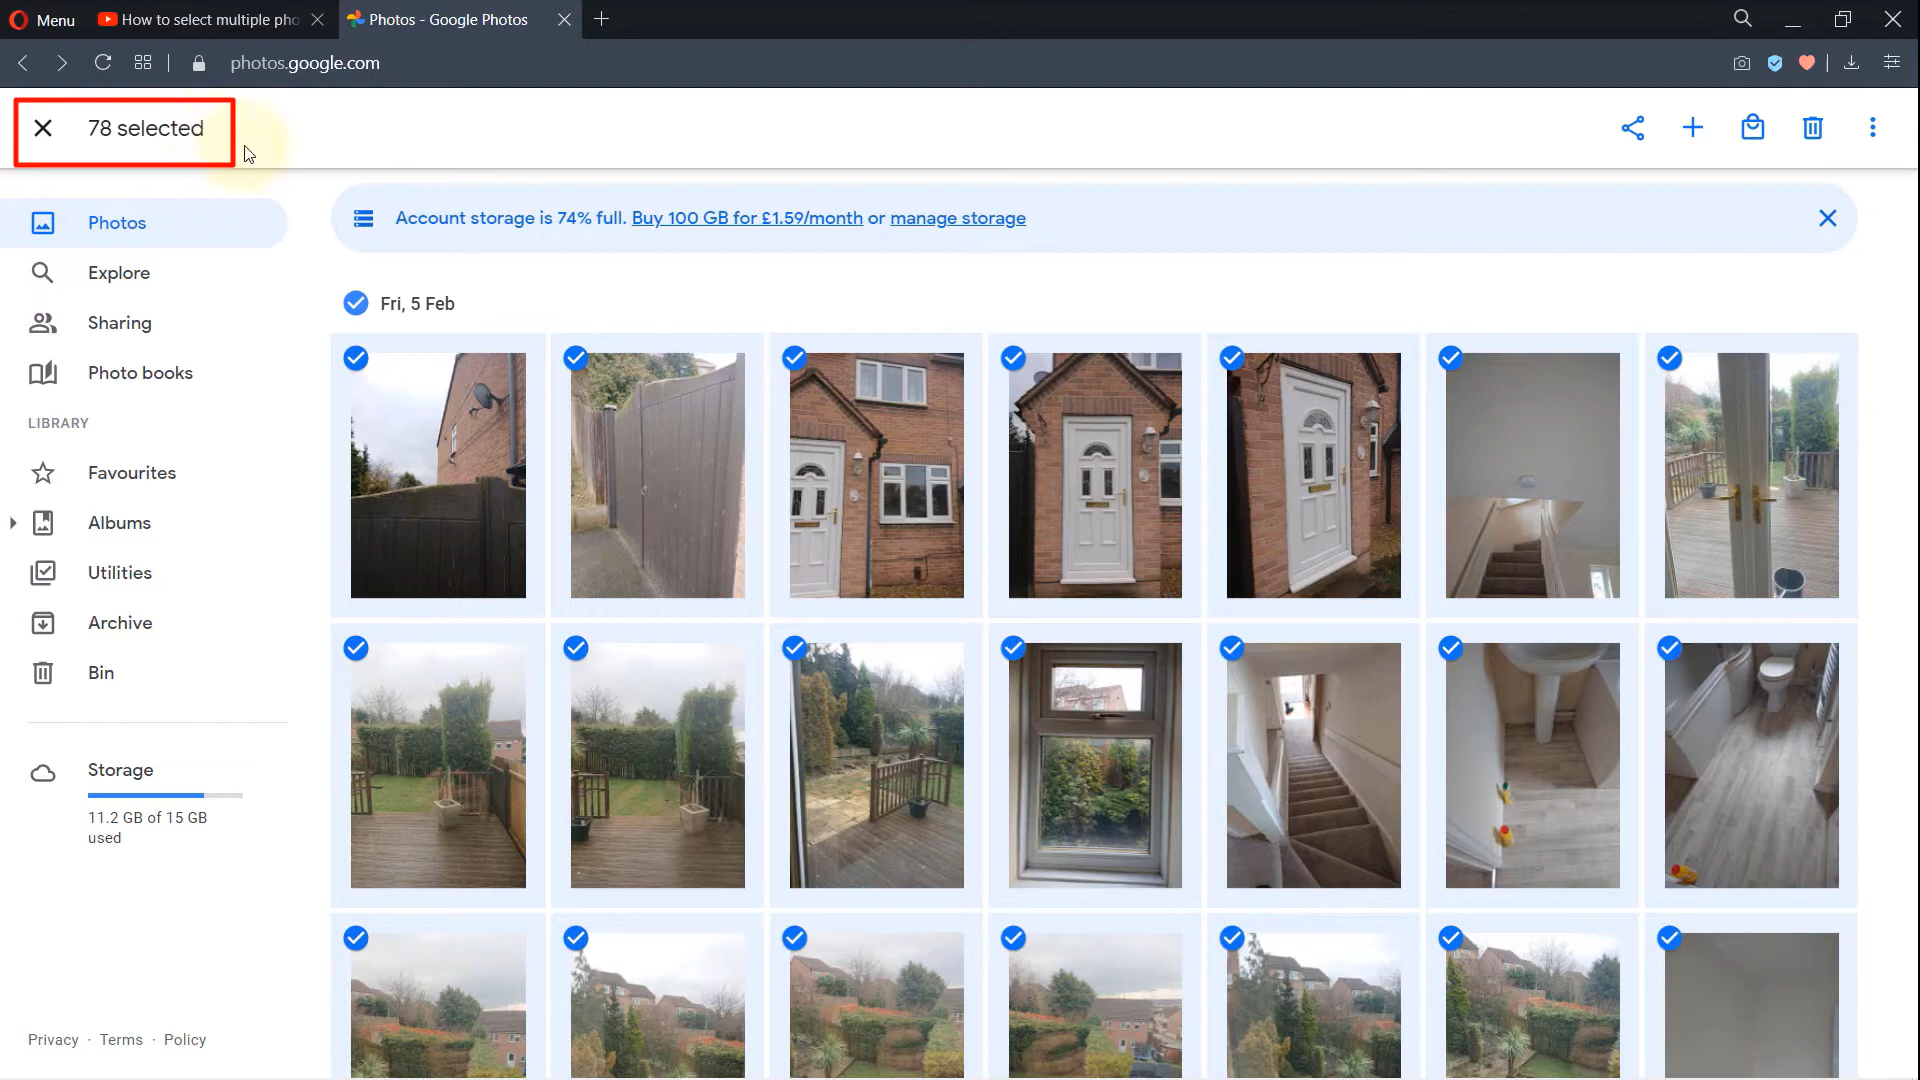 Menu
How to select multiple pho
Photos - Google Photos
photos.google.com
78 selected
Account storage is 74% full. Buy 100 GB for £1.59/month or manage storage
Photos
Explore
Sharing
Photo books
LIBRARY
Favourites
Albums
Utilities
Archive
Bin
Storage
11.2 GB of 15 GB
used
Privacy · Terms · Policy
Fri, 5 Feb